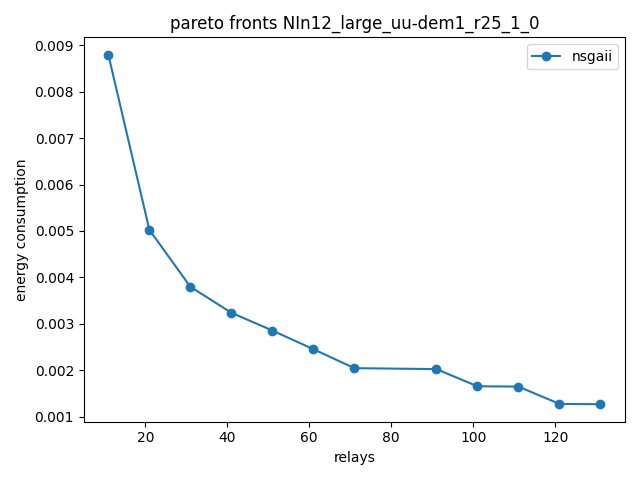 pareto fronts NIn12_large_uu-dem1_r25_1_0
nsgaii
0.009
0.008
0.007
0.006
0.005
0.004
0.003
0.002
0.001
energy consumption
20 40 60 80 100 120
relays